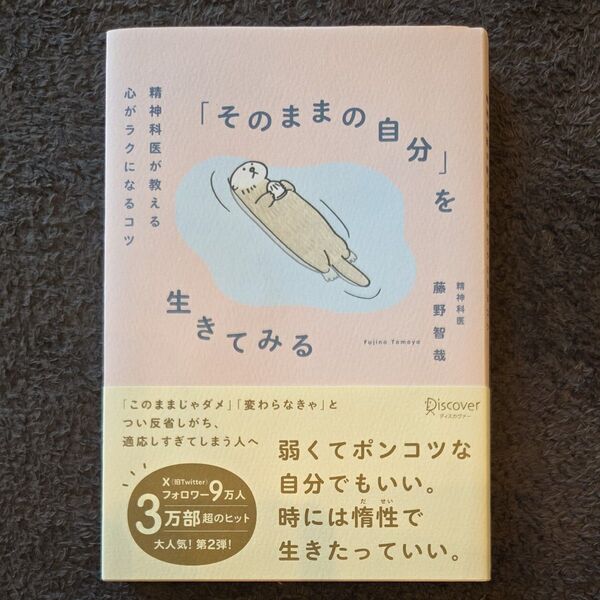 精神科医が教える
心がラクになるコツ
「そのままの自分」を
生きてみる
精神科医
藤野智哉
Fujino Tomoya
「このままじゃダメ」「変わらなきゃ」と
つい反省しがち、
適応しすぎてしまう人へ
Discover
ディスカヴァー
X(旧Twitter)
フォロワー9万人
3万部超のヒット
大人気！第2弾！
弱くてポンコツな
自分でもいい。
時には惰性で
だせい
生きたっていい。